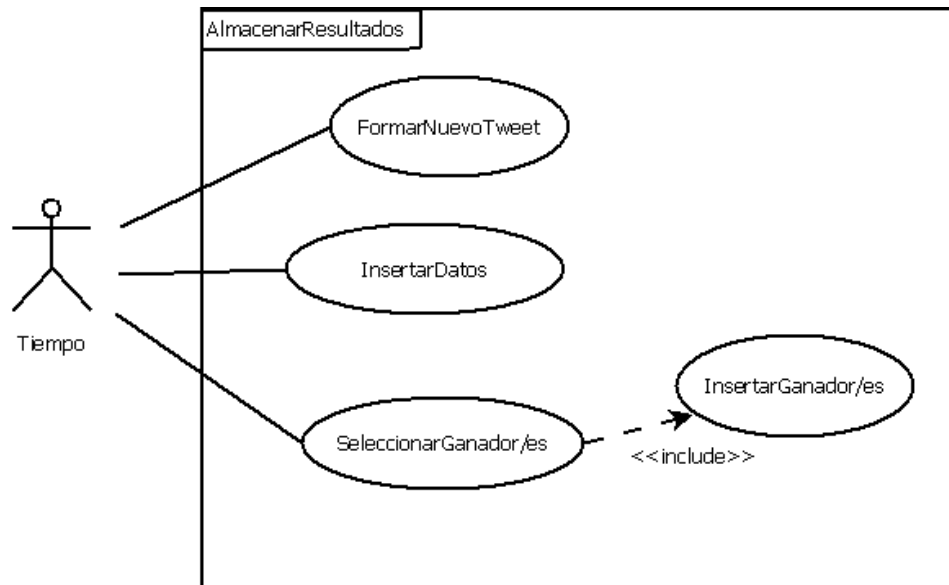 AlmacenarResultados
FormarNuevoTweet
InsertarDatos
Tiempo
InsertarGanador/es
SeleccionarGanador/es
<<include>>